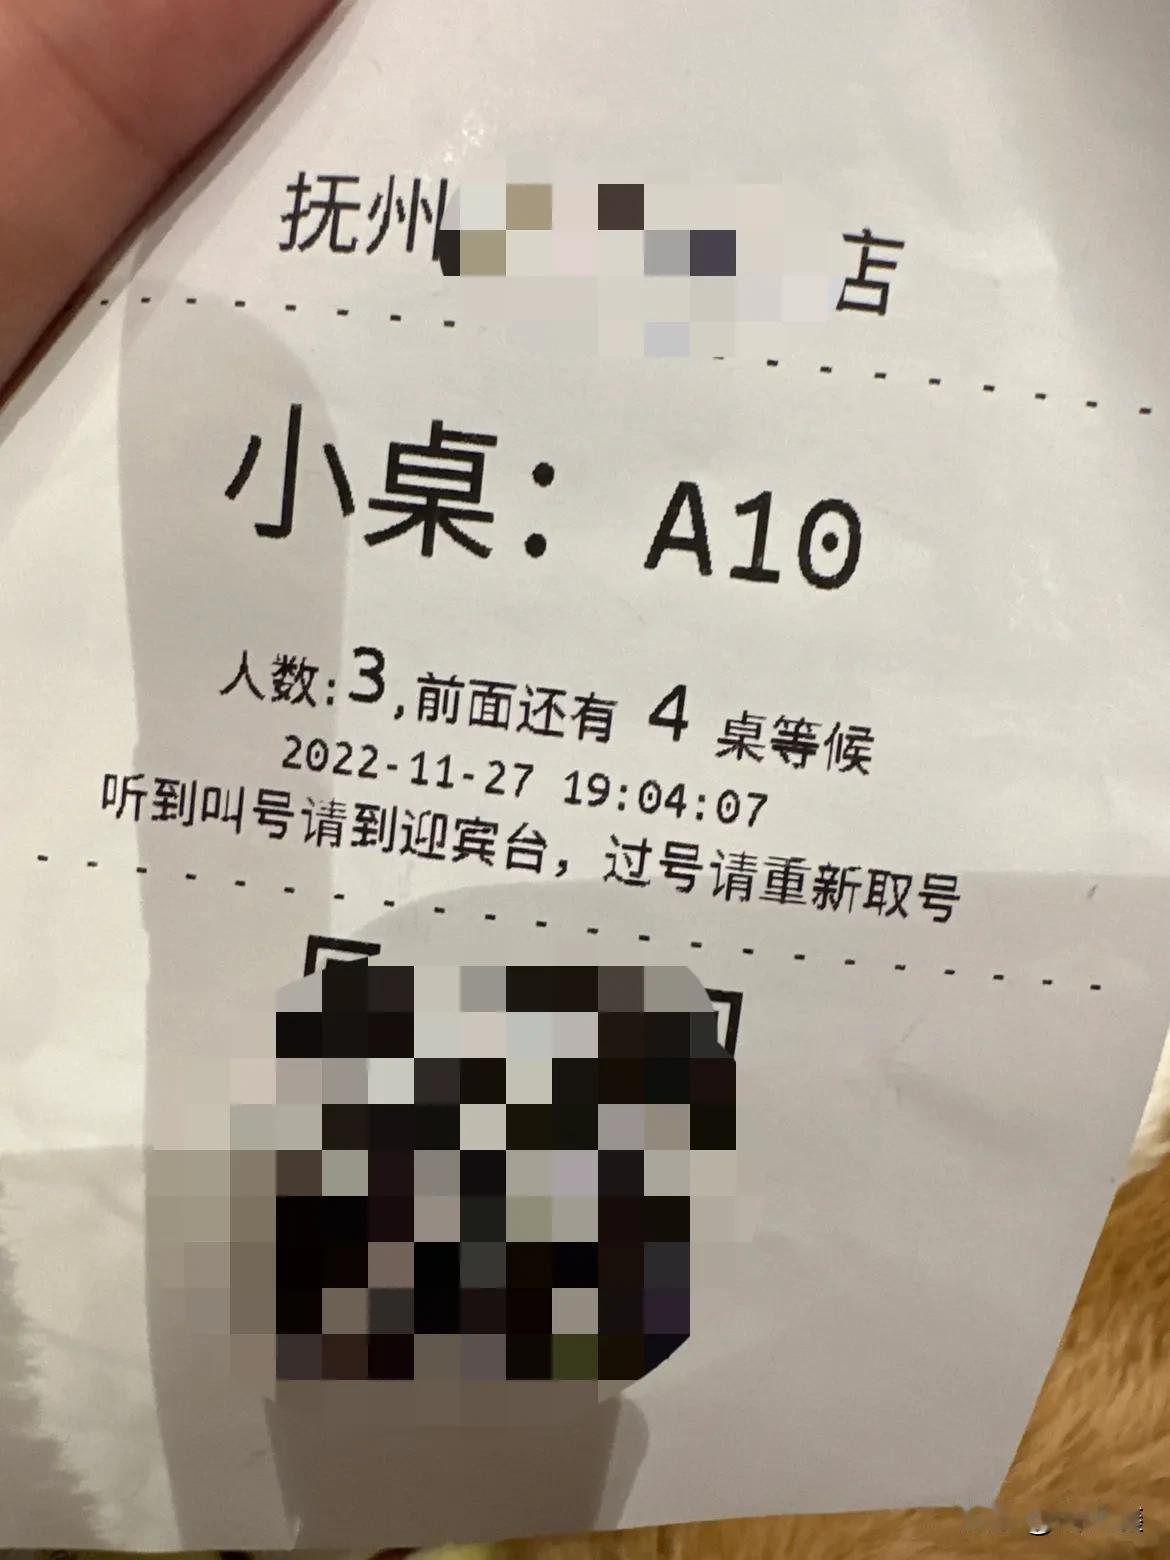 抚州 店
小桌：A10
人数:3,前面还有 4 桌等候
2022-11-27 19:04:07
听到叫号请到迎宾台，过号请重新取号